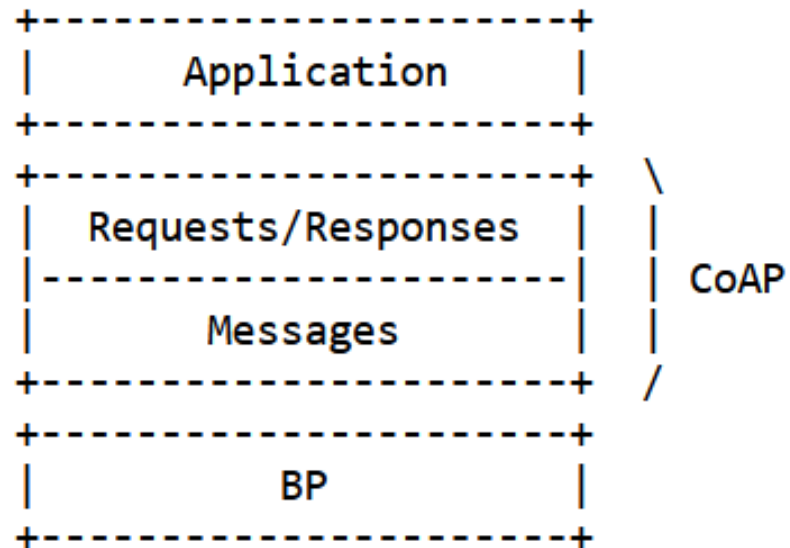 Application
Requests/Responses
CoAP
Messages
BP